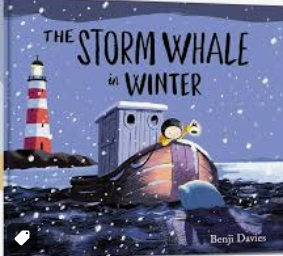 THE STORM WHALE
in WINTER
Benji Davies